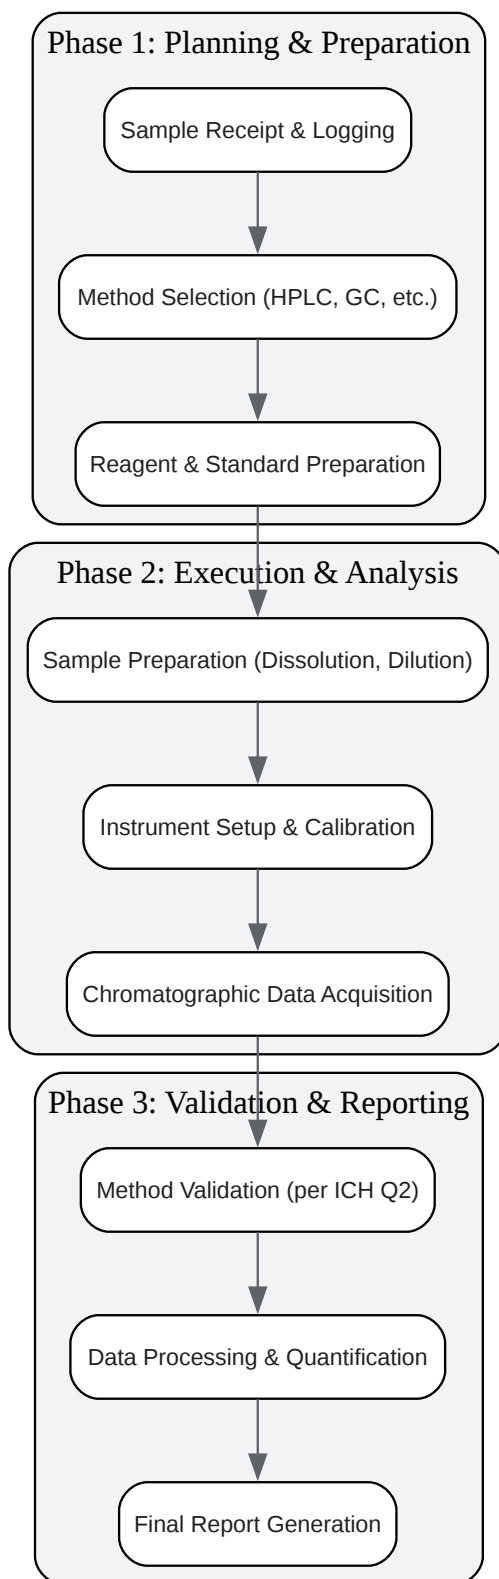 Phase 1: Planning & Preparation
Sample Receipt & Logging
Method Selection (HPLC, GC, etc.)
Reagent & Standard Preparation
Phase 2: Execution & Analysis
Sample Preparation (Dissolution, Dilution)
Instrument Setup & Calibration
Chromatographic Data Acquisition
Phase 3: Validation & Reporting
Method Validation (per ICH Q2)
Data Processing & Quantification
Final Report Generation